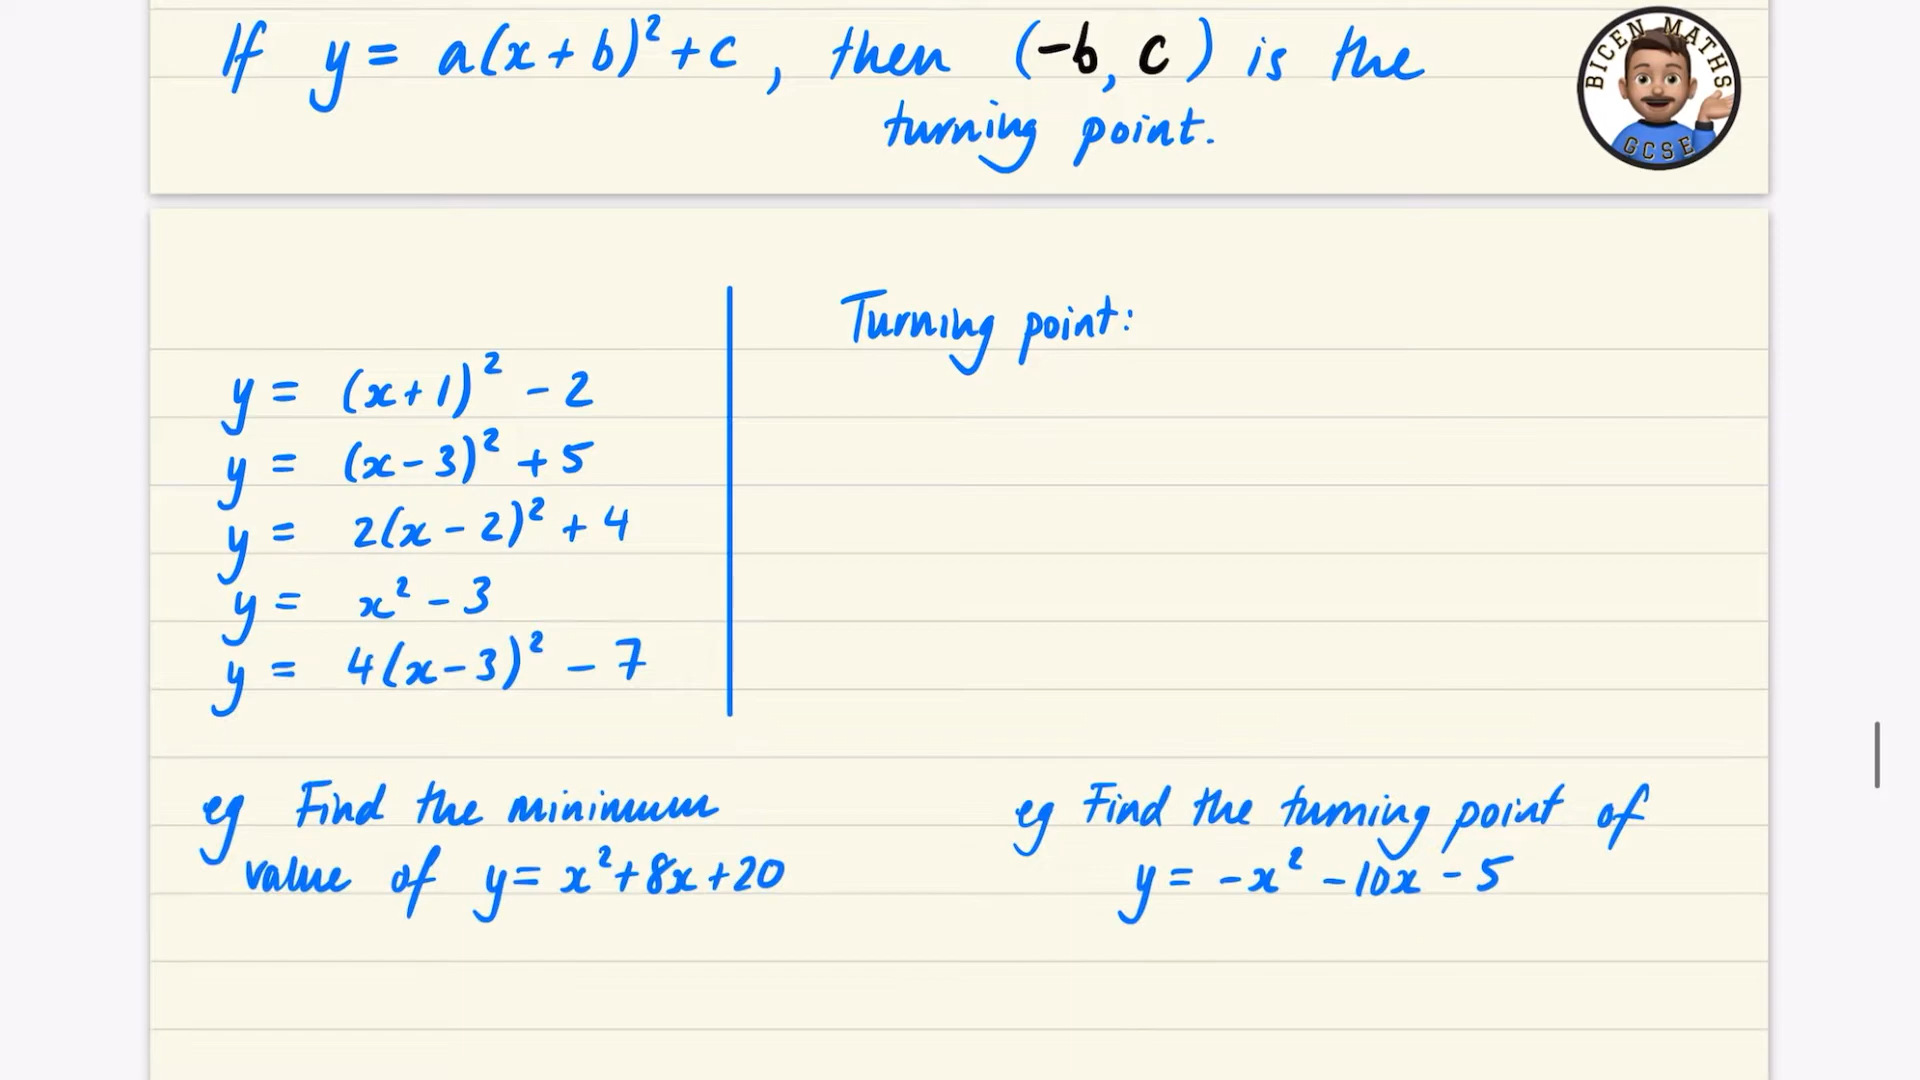 If y = a(x+b)² + c, then (-b, c) is the
turning point.
BICEN MATHS
GCSE
Turning point:
y = (x+1)² - 2
y = (x-3)² + 5
y = 2(x-2)² + 4
y = x² - 3
y = 4(x-3)² - 7
eg Find the minimum
value of y = x² + 8x + 20
eg Find the turning point of
y = -x² - 10x - 5